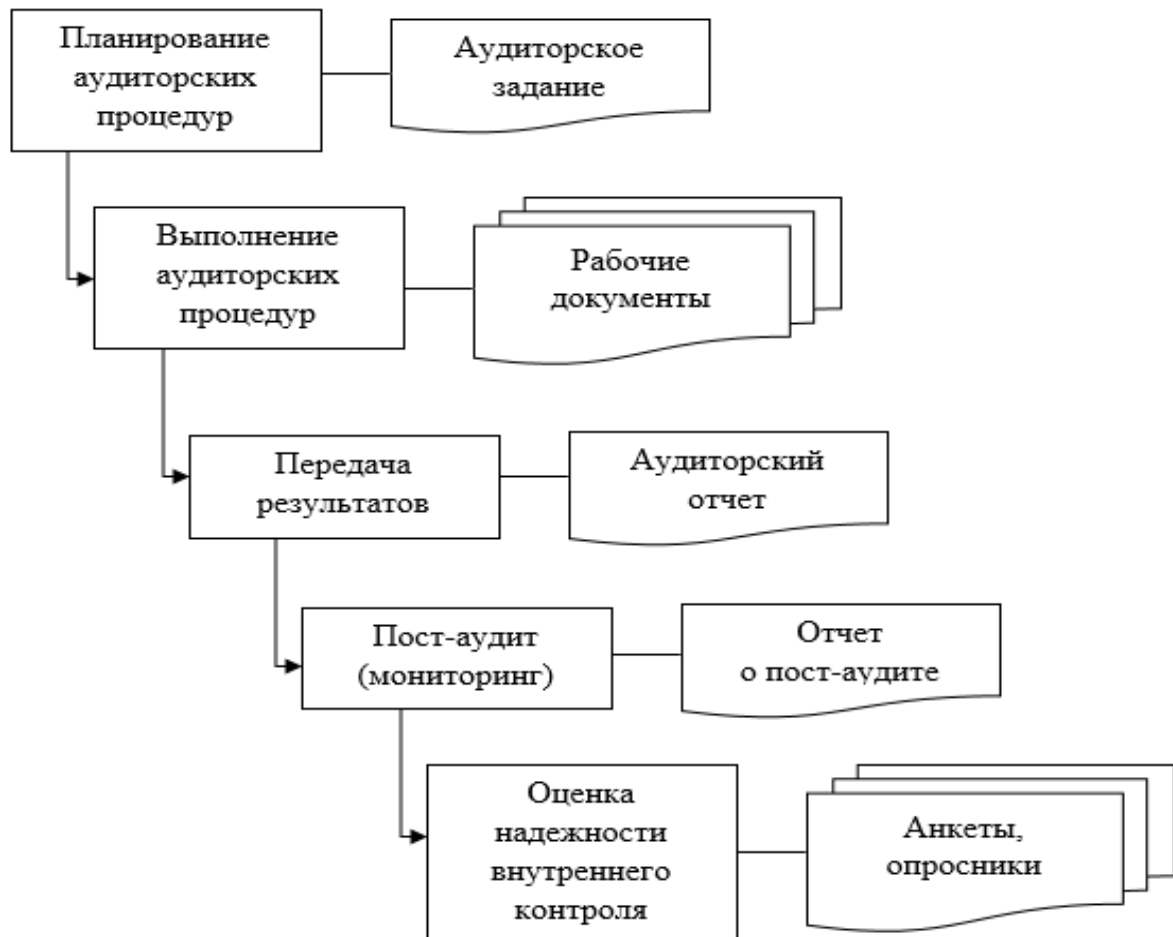 Планирование
аудиторских
процедур
Аудиторское
задание
Выполнение
аудиторских
процедур
Рабочие
документы
Передача
результатов
Аудиторский
отчет
Пост-аудит
(мониторинг)
Отчет
о пост-аудите
Оценка
надежности
внутреннего
контроля
Анкеты,
опросники